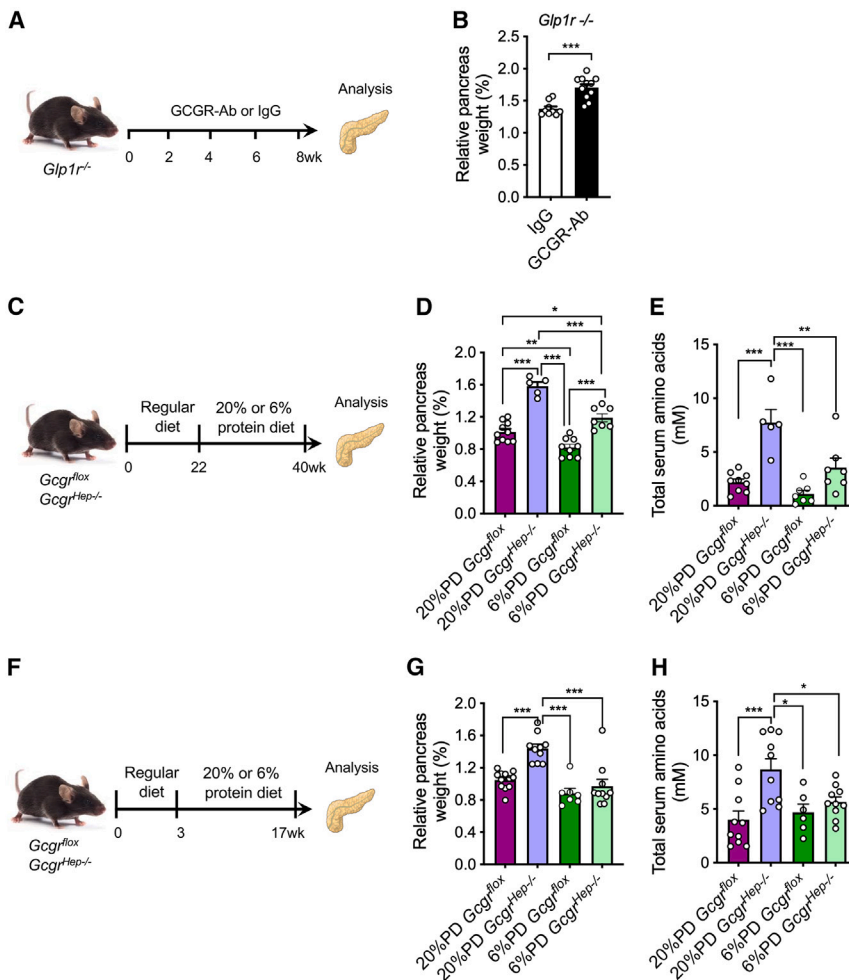 A
GCGR-Ab or IgG
Analysis
0 2 4 6 8wk
Glp1r-/-
B
Glp1r -/-
***
Relative pancreas
weight (%)
2.5
2.0
1.5
1.0
0.5
0.0
IgG
GCGR-Ab
C
Regular
diet
20% or 6%
protein diet
Analysis
0 22 40wk
Gcgrflox
GcgrHep-/-
D
*
***
**
*** *** ***
Relative pancreas
weight (%)
2.0
1.6
1.2
0.8
0.4
0.0
20%PD Gcgrflox
20%PD GcgrHep-/-
6%PD Gcgrflox
6%PD GcgrHep-/-
E
**
*** ***
Total serum amino acids
(mM)
15
10
5
0
20%PD Gcgrflox
20%PD GcgrHep-/-
6%PD Gcgrflox
6%PD GcgrHep-/-
F
Regular
diet
20% or 6%
protein diet
Analysis
0 3 17wk
Gcgrflox
GcgrHep-/-
G
***
*** ***
Relative pancreas
weight (%)
2.0
1.6
1.2
0.8
0.4
0.0
20%PD Gcgrflox
20%PD GcgrHep-/-
6%PD Gcgrflox
6%PD GcgrHep-/-
H
*
*** *
Total serum amino acids
(mM)
15
10
5
0
20%PD Gcgrflox
20%PD GcgrHep-/-
6%PD Gcgrflox
6%PD GcgrHep-/-